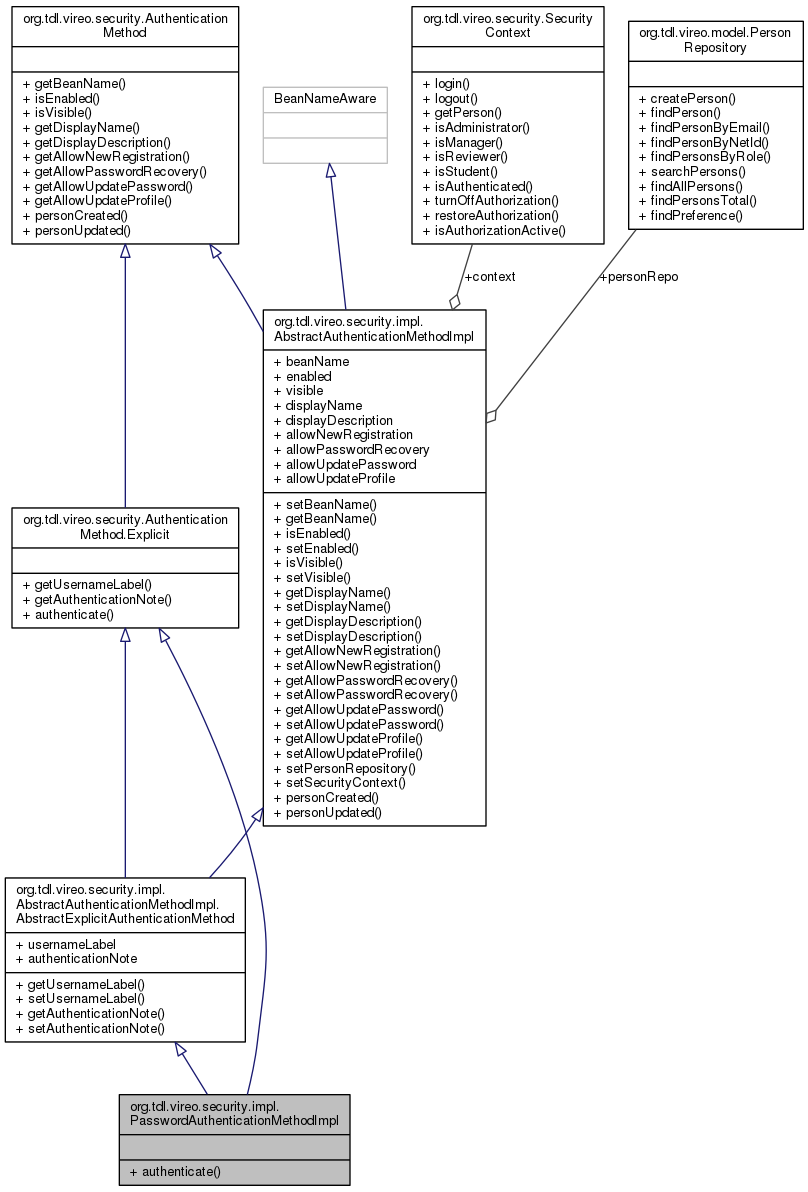 org.tdl.vireo.security.Authentication
Method
+ getBeanName()
+ isEnabled()
+ isVisible()
+ getDisplayName()
+ getDisplayDescription()
+ getAllowNewRegistration()
+ getAllowPasswordRecovery()
+ getAllowUpdatePassword()
+ getAllowUpdateProfile()
+ personCreated()
+ personUpdated()
BeanNameAware
org.tdl.vireo.security.Security
Context
+ login()
+ logout()
+ getPerson()
+ isAdministrator()
+ isManager()
+ isReviewer()
+ isStudent()
+ isAuthenticated()
+ turnOffAuthorization()
+ restoreAuthorization()
+ isAuthorizationActive()
org.tdl.vireo.model.Person
Repository
+ createPerson()
+ findPerson()
+ findPersonByEmail()
+ findPersonByNetId()
+ findPersonsByRole()
+ searchPersons()
+ findAllPersons()
+ findPersonsTotal()
+ findPreference()
+context
+personRepo
org.tdl.vireo.security.impl.
AbstractAuthenticationMethodImpl
+ beanName
+ enabled
+ visible
+ displayName
+ displayDescription
+ allowNewRegistration
+ allowPasswordRecovery
+ allowUpdatePassword
+ allowUpdateProfile
+ setBeanName()
+ getBeanName()
+ isEnabled()
+ setEnabled()
+ isVisible()
+ setVisible()
+ getDisplayName()
+ setDisplayName()
+ getDisplayDescription()
+ setDisplayDescription()
+ getAllowNewRegistration()
+ setAllowNewRegistration()
+ getAllowPasswordRecovery()
+ setAllowPasswordRecovery()
+ getAllowUpdatePassword()
+ setAllowUpdatePassword()
+ getAllowUpdateProfile()
+ setAllowUpdateProfile()
+ setPersonRepository()
+ setSecurityContext()
+ personCreated()
+ personUpdated()
org.tdl.vireo.security.Authentication
Method.Explicit
+ getUsernameLabel()
+ getAuthenticationNote()
+ authenticate()
org.tdl.vireo.security.impl.
AbstractAuthenticationMethodImpl.
AbstractExplicitAuthenticationMethod
+ usernameLabel
+ authenticationNote
+ getUsernameLabel()
+ setUsernameLabel()
+ getAuthenticationNote()
+ setAuthenticationNote()
org.tdl.vireo.security.impl.
PasswordAuthenticationMethodImpl
+ authenticate()